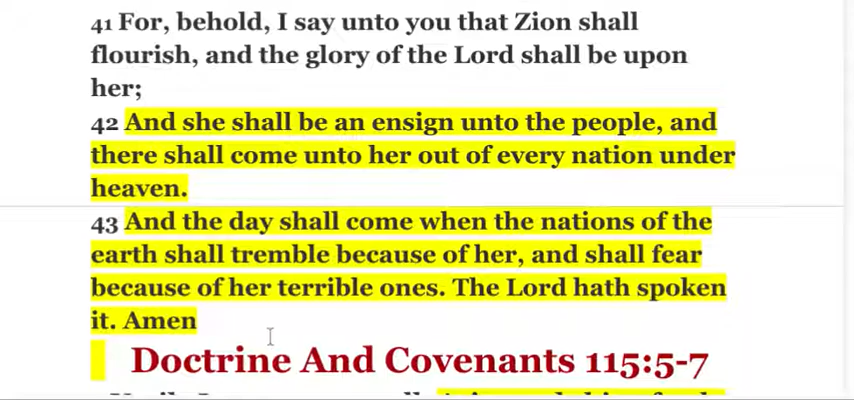 41 For, behold, I say unto you that Zion shall
flourish, and the glory of the Lord shall be upon
her;
42 And she shall be an ensign unto the people, and
there shall come unto her out of every nation under
heaven.
43 And the day shall come when the nations of the
earth shall tremble because of her, and shall fear
because of her terrible ones. The Lord hath spoken
it. Amen
Doctrine And Covenants 115:5-7